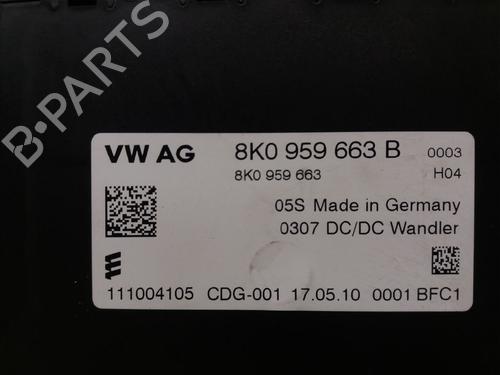 B-PARTS
VW AG 8K0 959 663 B 0003
8K0 959 663 H04
05S Made in Germany
0307 DC/DC Wandler
111004105 CDG-001 17.05.10 0001 BFC1